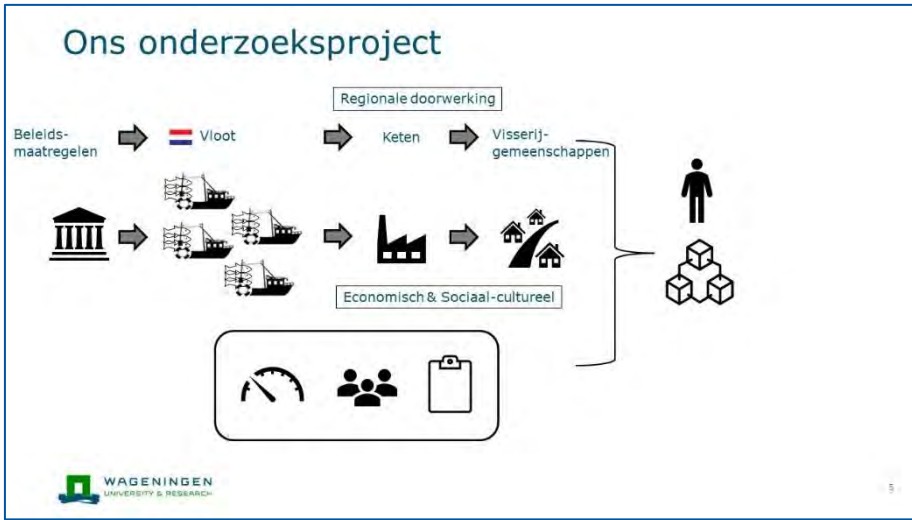 Ons onderzoeksproject
Regionale doorwerking
Beleids-
maatregelen
Vloot
Keten
Visserij-
gemeenschappen
Economisch & Sociaal-cultureel
WAGENINGEN
UNIVERSITY & RESEARCH
5